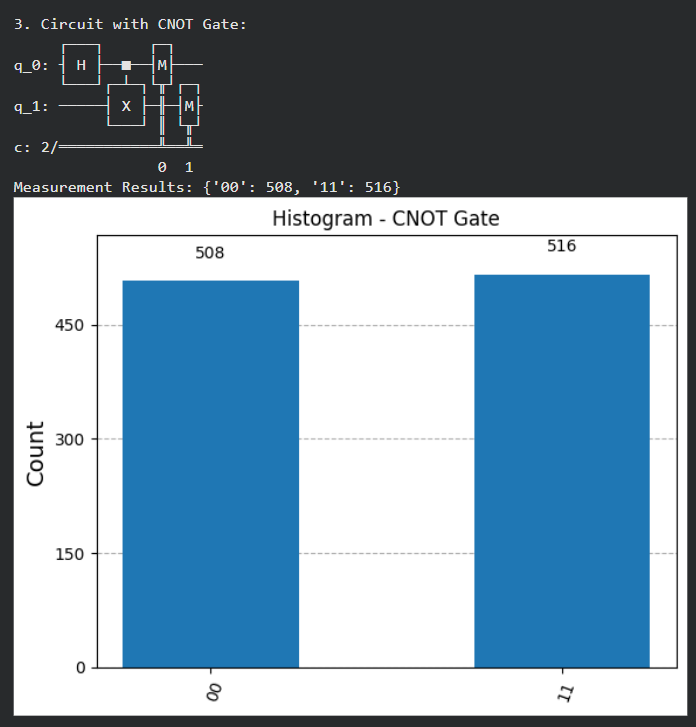 3. Circuit with CNOT Gate:
     ┌───┐     ┌─┐
q_0: ┤ H ├──■──┤M├───
     └───┘┌─┴─┐└╥┘┌─┐
q_1: ─────┤ X ├─╫─┤M├
          └───┘ ║ └╥┘
c: 2/═══════════╩══╩═
                0  1
Measurement Results: {'00': 508, '11': 516}
Histogram - CNOT Gate
508
516
450
300
150
0
Count
00
11